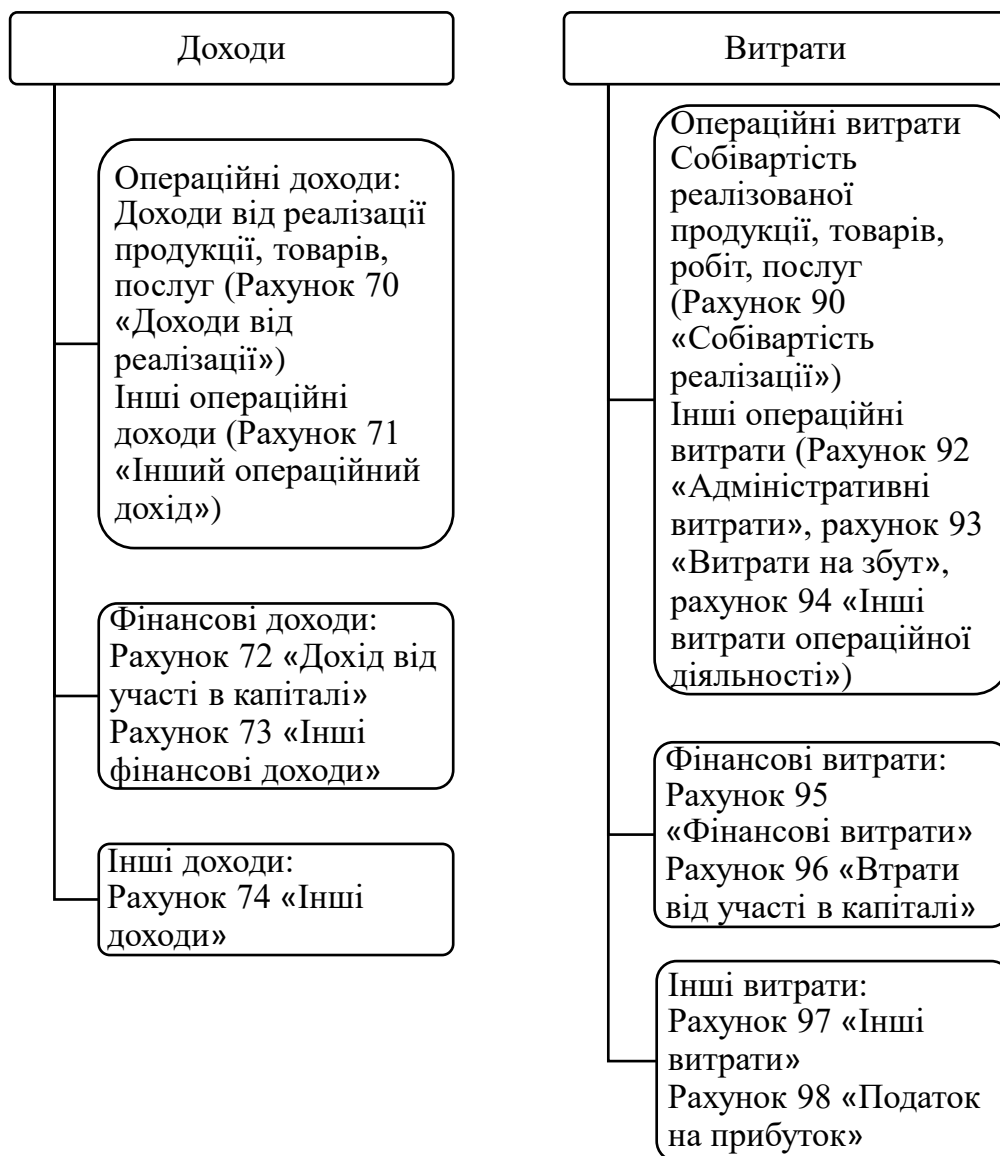 Доходи
Операційні доходи:
Доходи від реалізації
продукції, товарів,
послуг (Рахунок 70
«Доходи від
реалізації»)
Інші операційні
доходи (Рахунок 71
«Інший операційний
дохід»)
Фінансові доходи:
Рахунок 72 «Дохід від
участі в капіталі»
Рахунок 73 «Інші
фінансові доходи»
Інші доходи:
Рахунок 74 «Інші
доходи»
Витрати
Операційні витрати
Собівартість
реалізованої
продукції, товарів,
робіт, послуг
(Рахунок 90
«Собівартість
реалізації»)
Інші операційні
витрати (Рахунок 92
«Адміністративні
витрати», рахунок 93
«Витрати на збут»,
рахунок 94 «Інші
витрати операційної
діяльності»)
Фінансові витрати:
Рахунок 95
«Фінансові витрати»
Рахунок 96 «Втрати
від участі в капіталі»
Інші витрати:
Рахунок 97 «Інші
витрати»
Рахунок 98 «Податок
на прибуток»